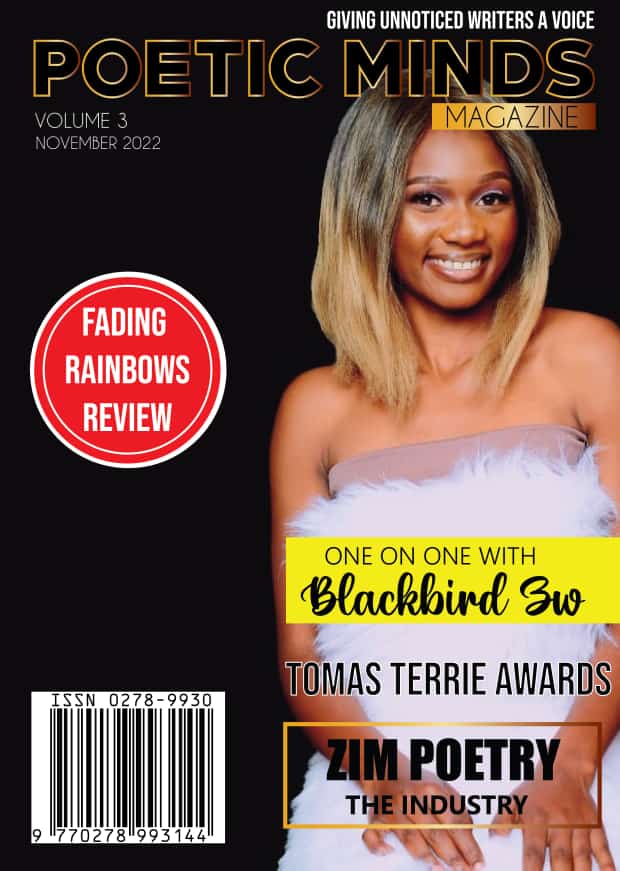 GIVING UNNOTICED WRITERS A VOICE
POETIC MINDS
MAGAZINE
VOLUME 3
NOVEMBER 2022
FADING
RAINBOWS
REVIEW
ONE ON ONE WITH
Blackbird Zw
TOMAS TERRIE AWARDS
ZIM POETRY
THE INDUSTRY
ISSN 0278-9930
9 770278 993144